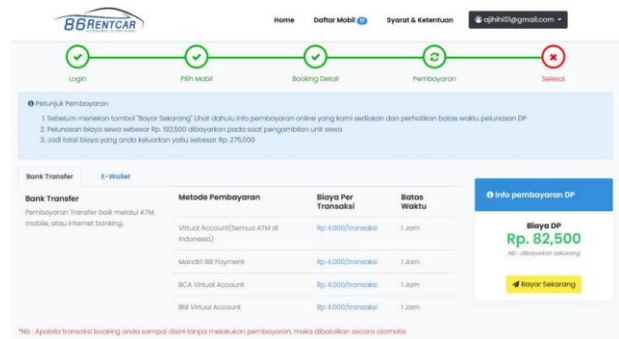 86RENTCAR
Home Daftar Mobil Syarat & Ketentuan ajihihi01@gmail.com
Login Pilih Mobil Booking Detail Pembayaran Selesai
Petunjuk Pembayaran
1. Sebelum menekan tombol "Bayar Sekarang" Lihat dahulu info pembayaran online yang kami sediakan dan perhatikan batas waktu pelunasan DP
2. Pelunasan biaya sewa sebesar Rp. 192,500 dibayarkan pada saat pengambilan unit sewa
3. Jadi total biaya yang anda keluarkan yaitu sebesar Rp. 275,000
Bank Transfer E-Wallet
Bank Transfer
Pembayaran Transfer baik melalui ATM,
mobile, atau internet banking.
Metode Pembayaran Biaya Per Transaksi Batas Waktu
Virtual Account(Semua ATM di Indonesia) Rp 4.000/transaksi 1 Jam
Mandiri Bill Payment Rp 4.000/transaksi 1 Jam
BCA Virtual Account Rp 4.000/transaksi 1 Jam
BNI Virtual Account Rp 4.000/transaksi 1 Jam
Info pembayaran DP
Biaya DP
Rp. 82,500
Nb : dibayarkan sekarang
Bayar Sekarang
*Nb : Apabila transaksi booking anda sampai disini tanpa melakukan pembayaran, maka dibatalkan secara otomatis